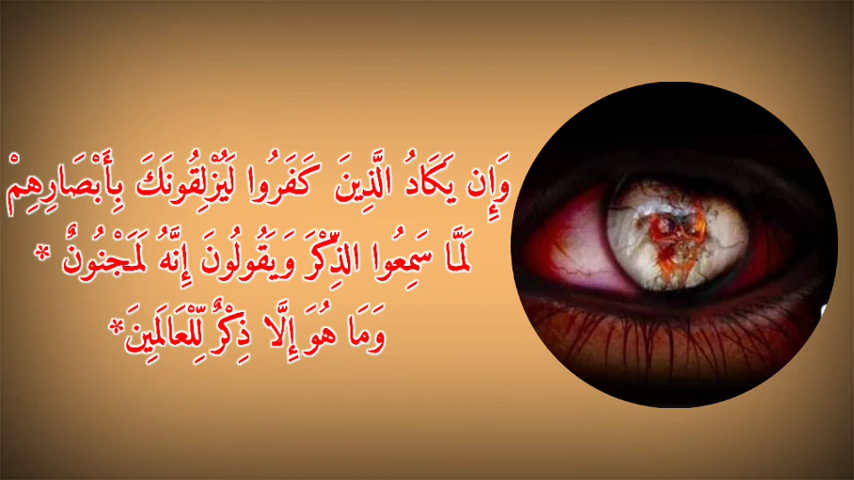 وَإِن يَكَادُ الَّذِينَ كَفَرُوا لَيُزْلِقُونَكَ بِأَبْصَارِهِمْ
لَمَّا سَمِعُوا الذِّكْرَ وَيَقُولُونَ إِنَّهُ لَمَجْنُونٌ *
وَمَا هُوَ إِلَّا ذِكْرٌ لِّلْعَالَمِينَ*